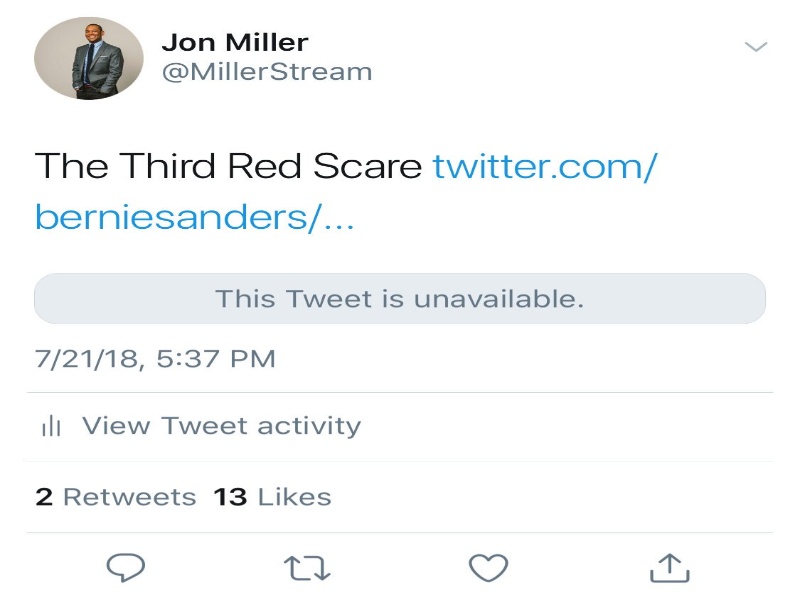 Jon Miller
@MillerStream
The Third Red Scare twitter.com/
berniesanders/...
This Tweet is unavailable.
7/21/18, 5:37 PM
View Tweet activity
2 Retweets 13 Likes